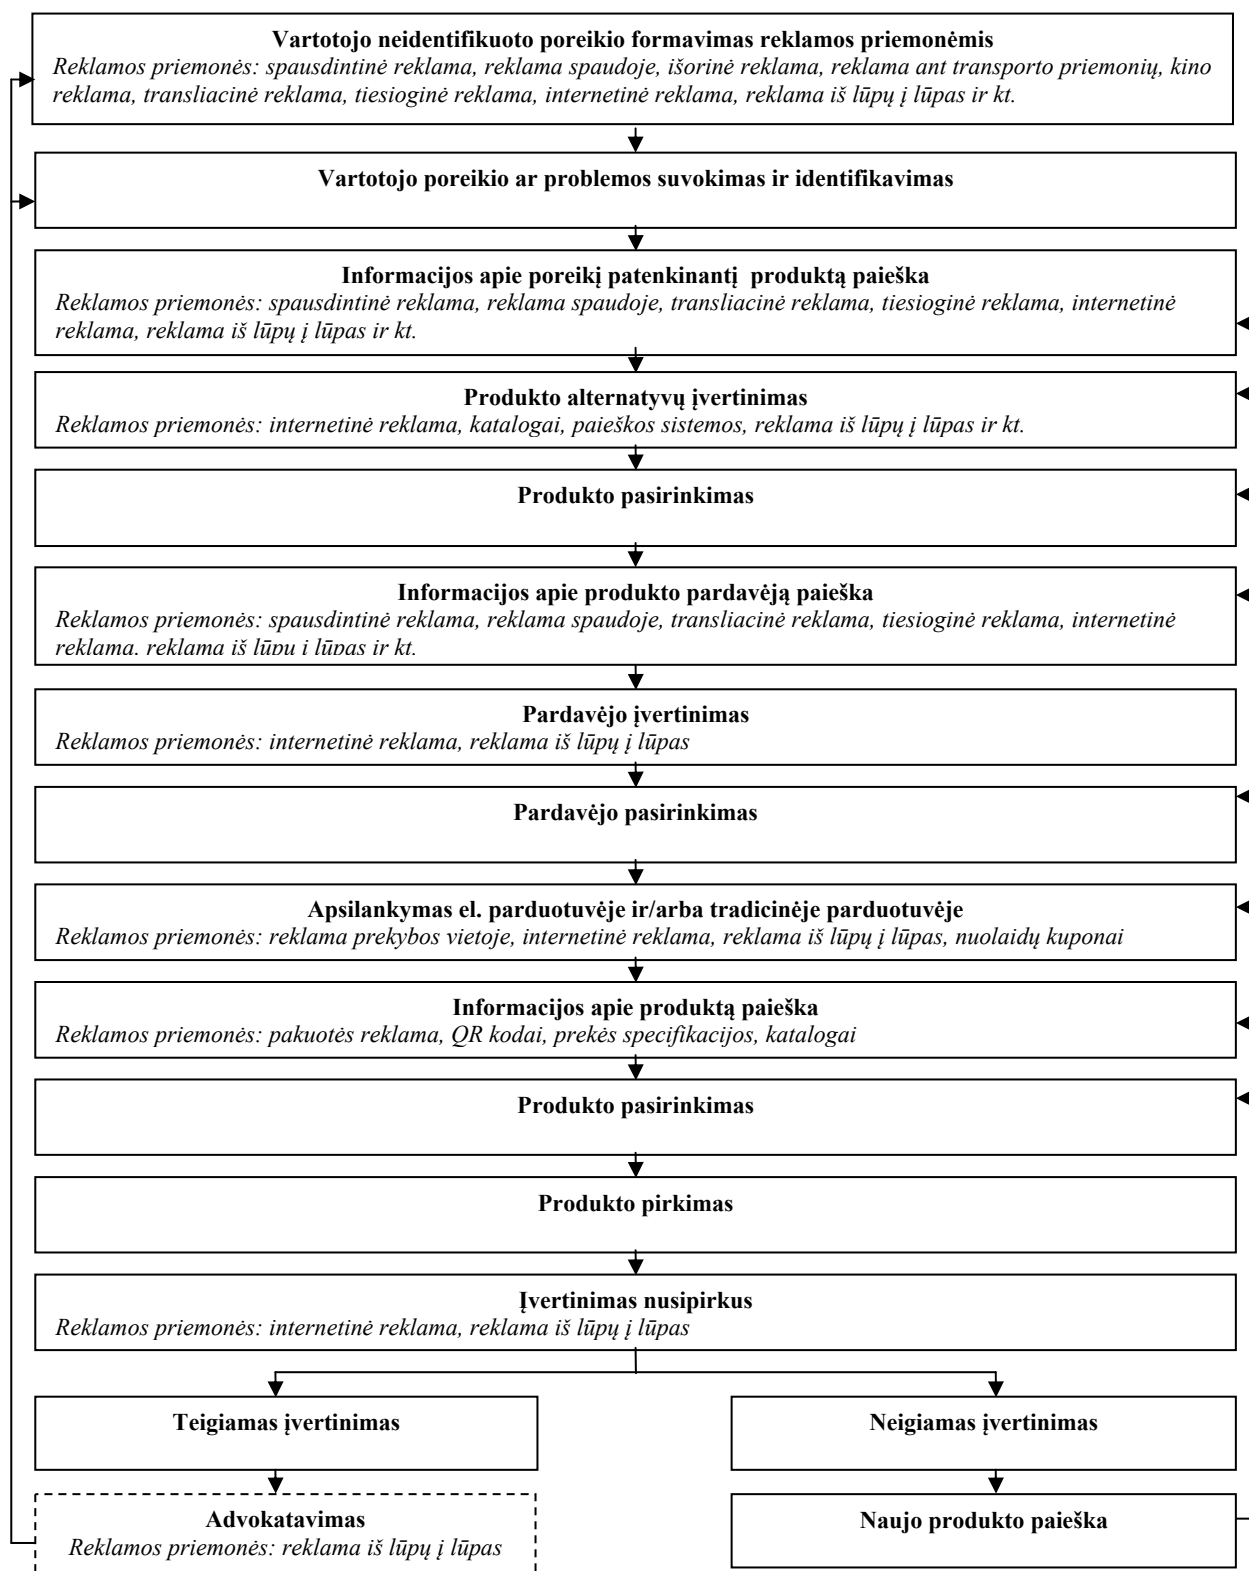 Vartotojo neidentifikuoto poreikio formavimas reklamos priemonėmis
Reklamos priemonės: spausdintinė reklama, reklama spaudoje, išorinė reklama, reklama ant transporto priemonių, kino
reklama, transliacinė reklama, tiesioginė reklama, internetinė reklama, reklama iš lūpų į lūpas ir kt.
Vartotojo poreikio ar problemos suvokimas ir identifikavimas
Informacijos apie poreikį patenkinantį produktą paieška
Reklamos priemonės: spausdintinė reklama, reklama spaudoje, transliacinė reklama, tiesioginė reklama, internetinė
reklama, reklama iš lūpų į lūpas ir kt.
Produkto alternatyvų įvertinimas
Reklamos priemonės: internetinė reklama, katalogai, paieškos sistemos, reklama iš lūpų į lūpas ir kt.
Produkto pasirinkimas
Informacijos apie produkto pardavėją paieška
Reklamos priemonės: spausdintinė reklama, reklama spaudoje, transliacinė reklama, tiesioginė reklama, internetinė
reklama, reklama iš lūpų į lūpas ir kt.
Pardavėjo įvertinimas
Reklamos priemonės: internetinė reklama, reklama iš lūpų į lūpas
Pardavėjo pasirinkimas
Apsilankymas el. parduotuvėje ir/arba tradicinėje parduotuvėje
Reklamos priemonės: reklama prekybos vietoje, internetinė reklama, reklama iš lūpų į lūpas, nuolaidų kuponai
Informacijos apie produktą paieška
Reklamos priemonės: pakuotės reklama, QR kodai, prekės specifikacijos, katalogai
Produkto pasirinkimas
Produkto pirkimas
Įvertinimas nusipirkus
Reklamos priemonės: internetinė reklama, reklama iš lūpų į lūpas
Teigiamas įvertinimas
Neigiamas įvertinimas
Advokatavimas
Reklamos priemonės: reklama iš lūpų į lūpas
Naujo produkto paieška